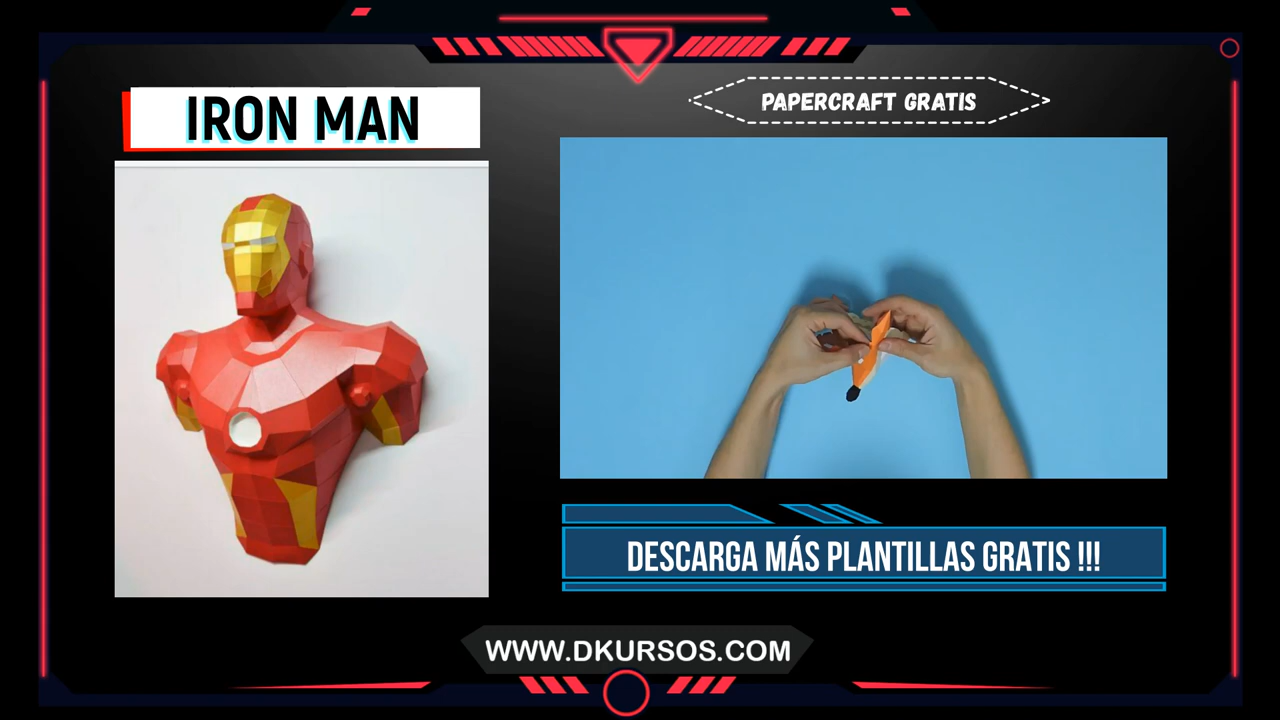 IRON MAN
PAPERCRAFT GRATIS
DESCARGA MÁS PLANTILLAS GRATIS !!!
WWW.DKURSOS.COM